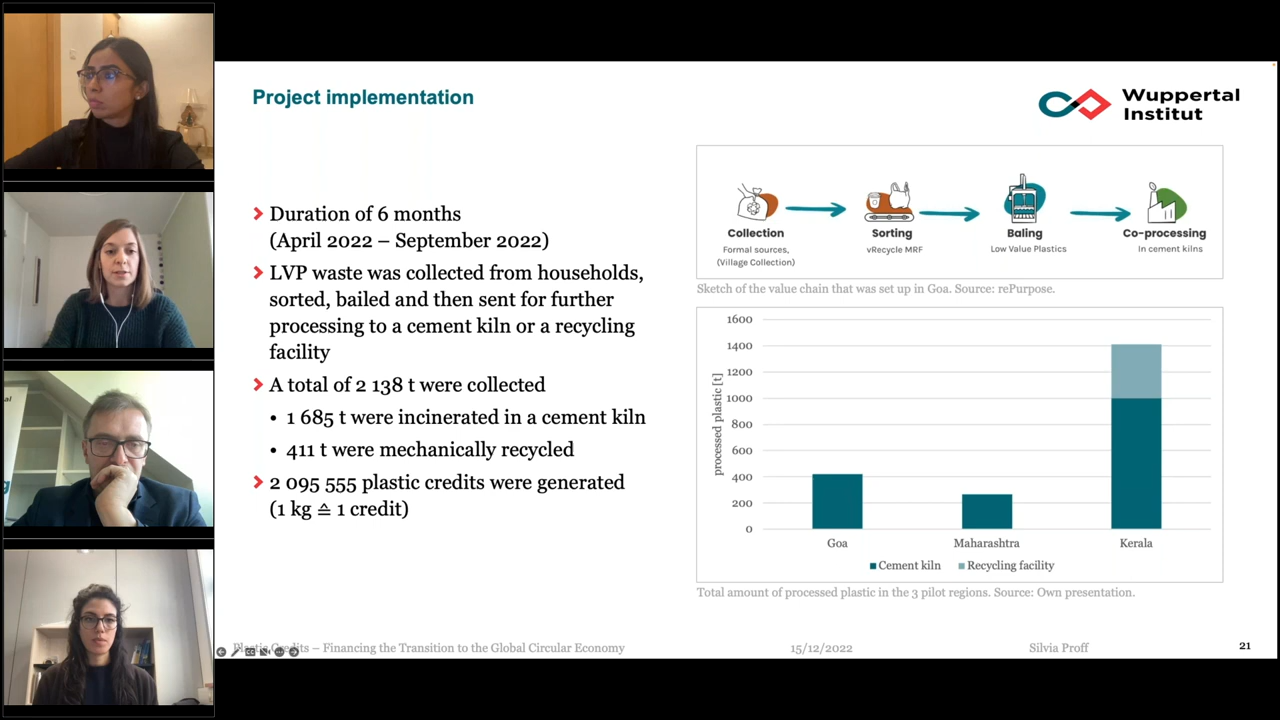 Project implementation
Wuppertal
Institut
Duration of 6 months
(April 2022 – September 2022)
LVP waste was collected from households,
sorted, bailed and then sent for further
processing to a cement kiln or a recycling
facility
A total of 2 138 t were collected
• 1 685 t were incinerated in a cement kiln
• 411 t were mechanically recycled
2 095 555 plastic credits were generated
(1 kg ≙ 1 credit)
Collection
Formal sources,
(Village Collection)
Sorting
vRecycle MRF
Baling
Low Value Plastics
Co-processing
In cement kilns
Sketch of the value chain that was set up in Goa. Source: rePurpose.
processed plastic [t]
1600
1400
1200
1000
800
600
400
200
0
Goa
Maharashtra
Kerala
Cement kiln
Recycling facility
Total amount of processed plastic in the 3 pilot regions. Source: Own presentation.
Plastic Credits – Financing the Transition to the Global Circular Economy
15/12/2022
Silvia Proff
21